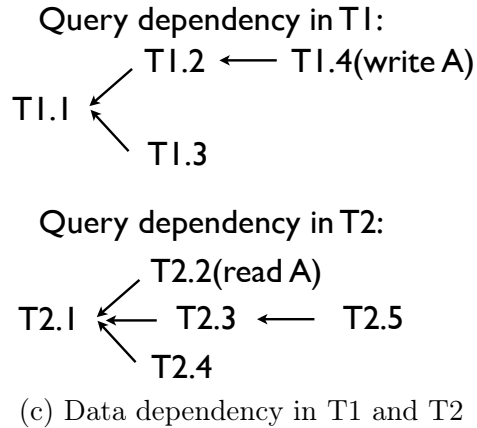 Query dependency in T1:
T1.2 T1.4(write A)
T1.1
T1.3
Query dependency in T2:
T2.2(read A)
T2.1 T2.3 T2.5
T2.4
(c) Data dependency in T1 and T2